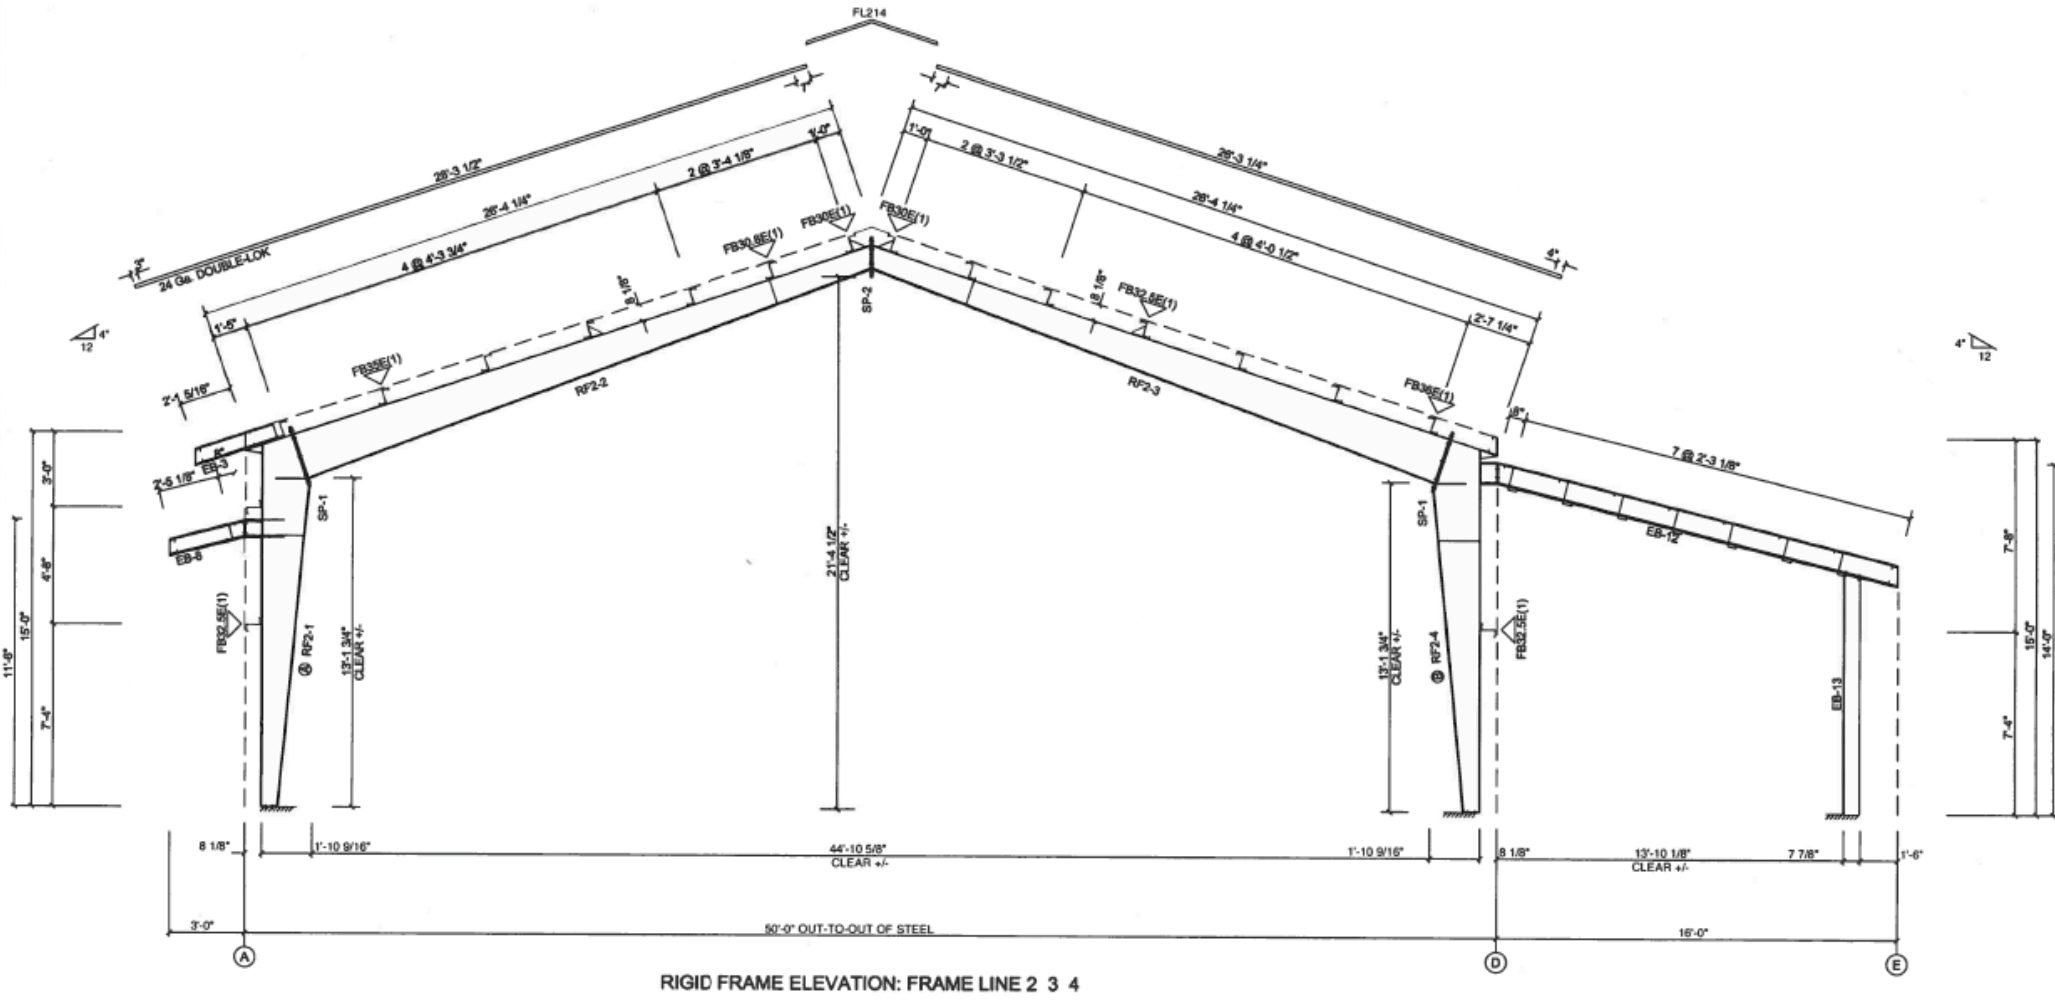 FL214
28'-3 1/2"
26'-4 1/4"
1'-0"
2 @ 3'-4 1/8"
4 @ 4'-3 3/4"
24 Ga. DOUBLE-LOK
1'-5"
2'-1 5/16"
1'-0"
2 @ 3'-3 1/2"
26'-3 1/4"
26'-4 1/4"
4 @ 4'-0 1/2"
4"
2'-7 1/4"
FB30E(1)
FB30E(1)
FB30.6E(1)
8 1/8"
8 1/8"
FB32.5E(1)
FB35E(1)
FB36E(1)
SP-2
RF2-2
RF2-3
4"
12
4"
12
8"
7 @ 2'-3 1/8"
EB-3
2'-5 1/8"
EB-8
SP-1
SP-1
EB-12
3'-0"
4'-8"
7'-4"
15'-0"
11'-6"
FB32.5E(1)
A RF2-1
13'-1 3/4"
CLEAR +/-
21'-4 1/2"
CLEAR +/-
13'-1 3/4"
CLEAR +/-
B RF2-4
FB32.5E(1)
EB-13
7'-8"
7'-4"
15'-0"
14'-0"
8 1/8"
1'-10 9/16"
44'-10 5/8"
CLEAR +/-
1'-10 9/16"
8 1/8"
13'-10 1/8"
CLEAR +/-
7 7/8"
1'-6"
3'-0"
50'-0" OUT-TO-OUT OF STEEL
16'-0"
A
D
E
RIGID FRAME ELEVATION: FRAME LINE 2 3 4